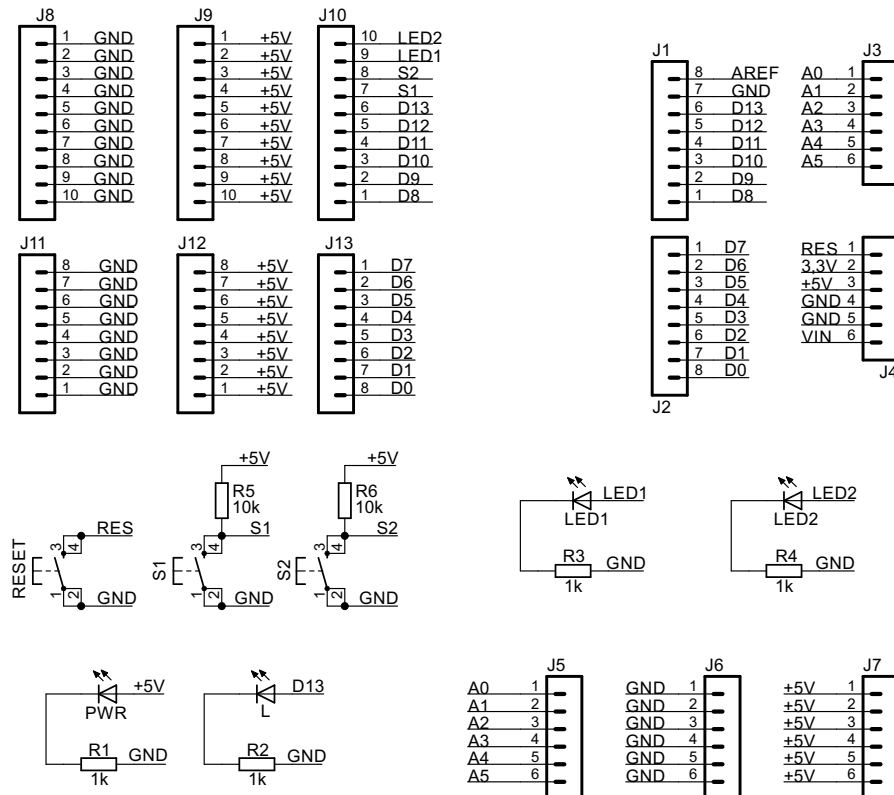 J8
1 GND
2 GND
3 GND
4 GND
5 GND
6 GND
7 GND
8 GND
9 GND
10 GND
J9
1 +5V
2 +5V
3 +5V
4 +5V
5 +5V
6 +5V
7 +5V
8 +5V
9 +5V
10 +5V
J10
10 LED2
9 LED1
8 S2
7 S1
6 D13
5 D12
4 D11
3 D10
2 D9
1 D8
J1
8 AREF
7 GND
6 D13
5 D12
4 D11
3 D10
2 D9
1 D8
J3
A0 1
A1 2
A2 3
A3 4
A4 5
A5 6
J11
8 GND
7 GND
6 GND
5 GND
4 GND
3 GND
2 GND
1 GND
J12
8 +5V
7 +5V
6 +5V
5 +5V
4 +5V
3 +5V
2 +5V
1 +5V
J13
1 D7
2 D6
3 D5
4 D4
5 D3
6 D2
7 D1
8 D0
1 D7
2 D6
3 D5
4 D4
5 D3
6 D2
7 D1
8 D0
J2
RES 1
3,3V 2
+5V 3
GND 4
GND 5
VIN 6
J4
RESET
3 4
RES
1 2
GND
+5V
R5
10k
S1
S1
3 4
1 2
GND
+5V
R6
10k
S2
S2
3 4
1 2
GND
LED1
LED1
R3
GND
1k
LED2
LED2
R4
GND
1k
+5V
PWR
R1
GND
1k
D13
L
R2
GND
1k
J5
A0 1
A1 2
A2 3
A3 4
A4 5
A5 6
J6
GND 1
GND 2
GND 3
GND 4
GND 5
GND 6
J7
+5V 1
+5V 2
+5V 3
+5V 4
+5V 5
+5V 6